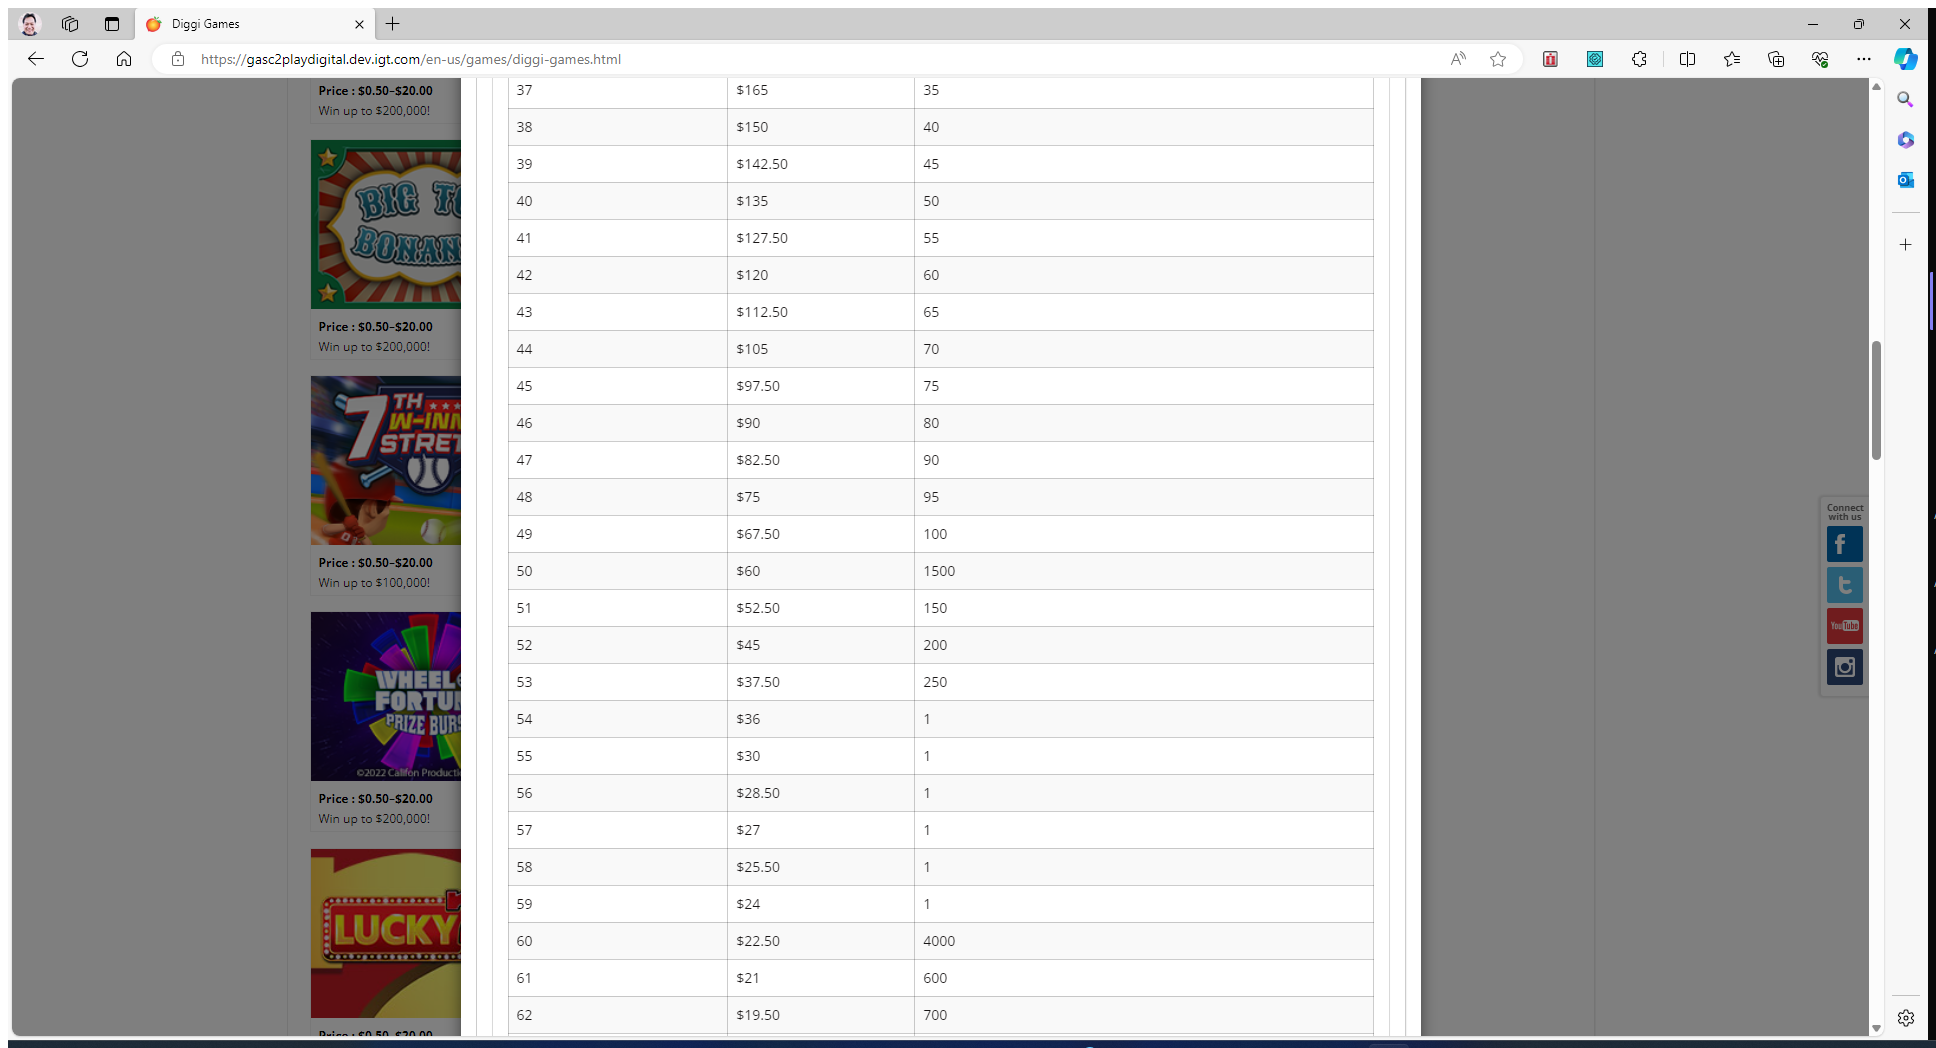 Diggi Games
https://gasc2playdigital.dev.igt.com/en-us/games/diggi-games.html
Price : $0.50-$20.00
Win up to $200,000!
BIG TO
BONAN
Price : $0.50-$20.00
Win up to $200,000!
7TH
W-INN
STRET
Price : $0.50-$20.00
Win up to $100,000!
WHEEL
FORTU
PRIZE BURS
©2022 Califon Producti
Price : $0.50-$20.00
Win up to $200,000!
LUCKY
Price : $0.50-$20.00
37 $165 35
38 $150 40
39 $142.50 45
40 $135 50
41 $127.50 55
42 $120 60
43 $112.50 65
44 $105 70
45 $97.50 75
46 $90 80
47 $82.50 90
48 $75 95
49 $67.50 100
50 $60 1500
51 $52.50 150
52 $45 200
53 $37.50 250
54 $36 1
55 $30 1
56 $28.50 1
57 $27 1
58 $25.50 1
59 $24 1
60 $22.50 4000
61 $21 600
62 $19.50 700
Connect
with us
f
t
YouTube